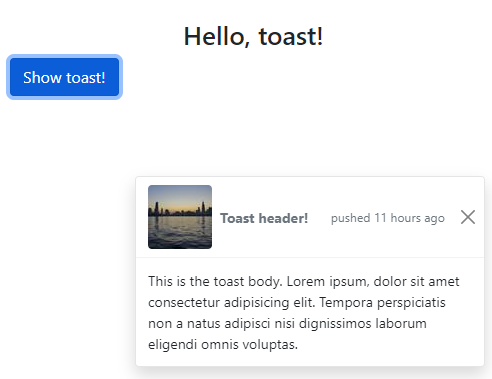 Hello, toast!
Show toast!
Toast header! pushed 11 hours ago
This is the toast body. Lorem ipsum, dolor sit amet
consectetur adipisicing elit. Tempora perspiciatis
non a natus adipisci nisi dignissimos laborum
eligendi omnis voluptas.